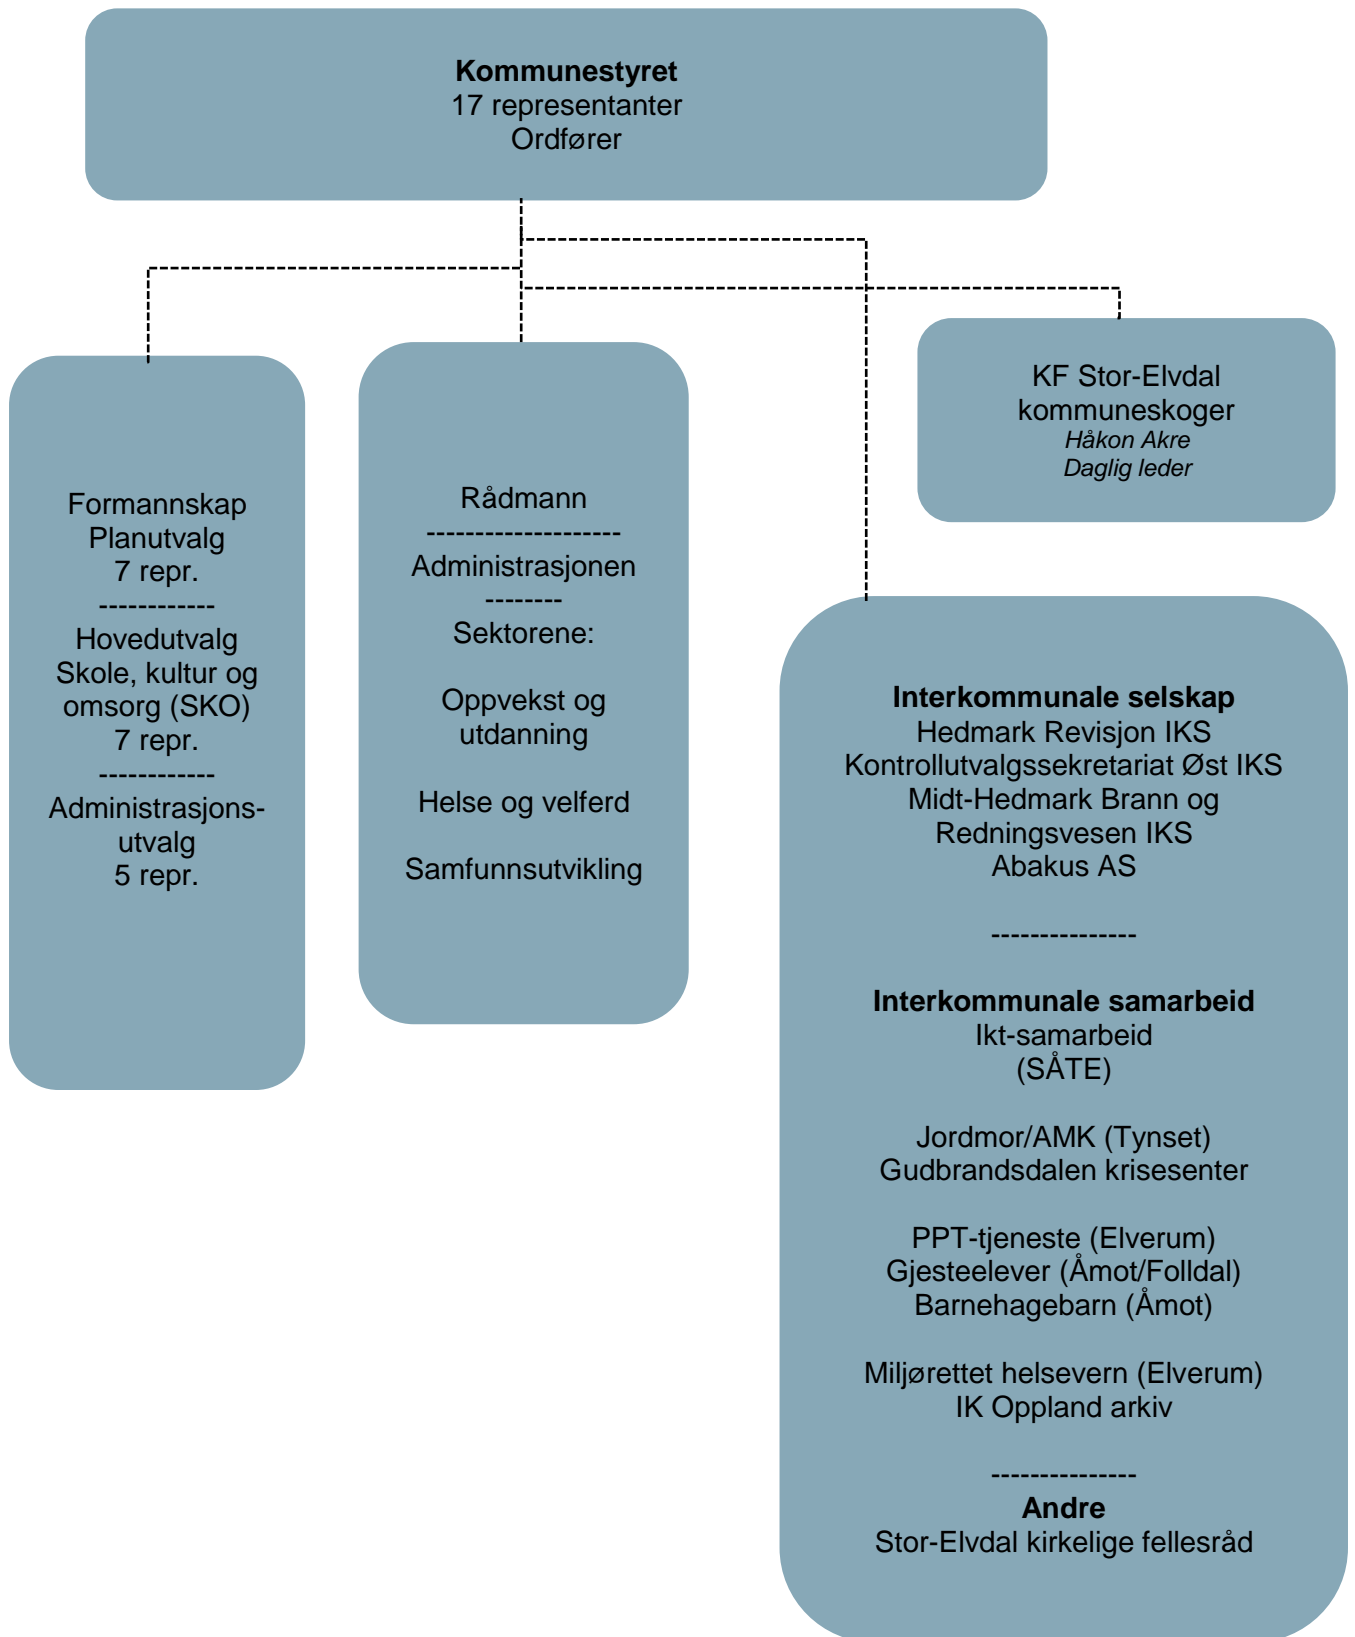 Kommunestyret
17 representanter
Ordfører
Formannskap
Planutvalg
7 repr.
------------
Hovedutvalg
Skole, kultur og
omsorg (SKO)
7 repr.
------------
Administrasjons-
utvalg
5 repr.
Rådmann
--------------------
Administrasjonen
--------
Sektorene:
Oppvekst og
utdanning
Helse og velferd
Samfunnsutvikling
KF Stor-Elvdal
kommuneskoger
Håkon Akre
Daglig leder
Interkommunale selskap
Hedmark Revisjon IKS
Kontrollutvalgssekretariat Øst IKS
Midt-Hedmark Brann og
Redningsvesen IKS
Abakus AS
---------------
Interkommunale samarbeid
Ikt-samarbeid
(SÅTE)
Jordmor/AMK (Tynset)
Gudbrandsdalen krisesenter
PPT-tjeneste (Elverum)
Gjesteelever (Åmot/Folldal)
Barnehagebarn (Åmot)
Miljørettet helsevern (Elverum)
IK Oppland arkiv
---------------
Andre
Stor-Elvdal kirkelige fellesråd